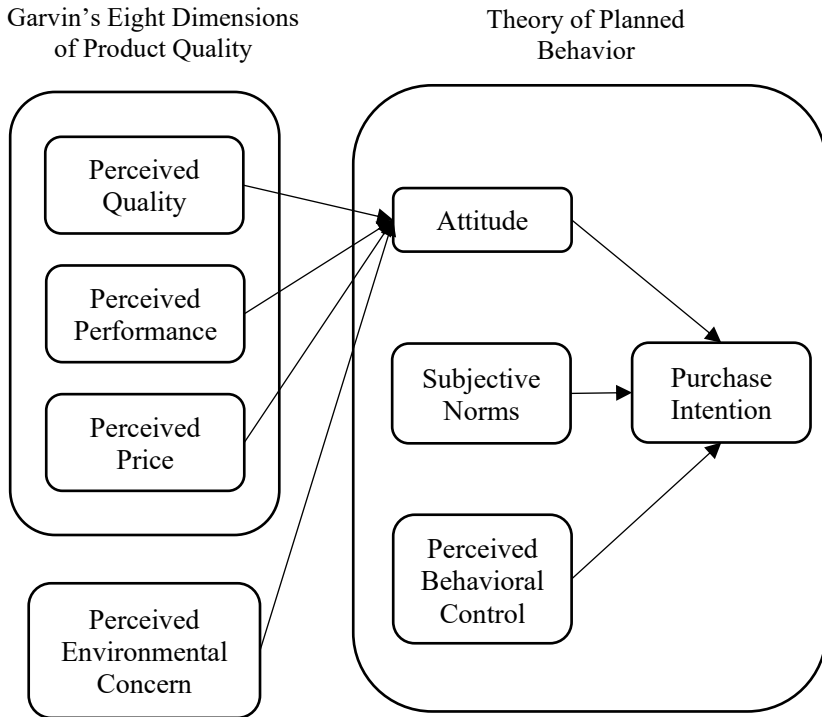 Garvin’s Eight Dimensions
of Product Quality
Theory of Planned
Behavior
Perceived
Quality
Perceived
Performance
Perceived
Price
Perceived
Environmental
Concern
Attitude
Subjective
Norms
Perceived
Behavioral
Control
Purchase
Intention